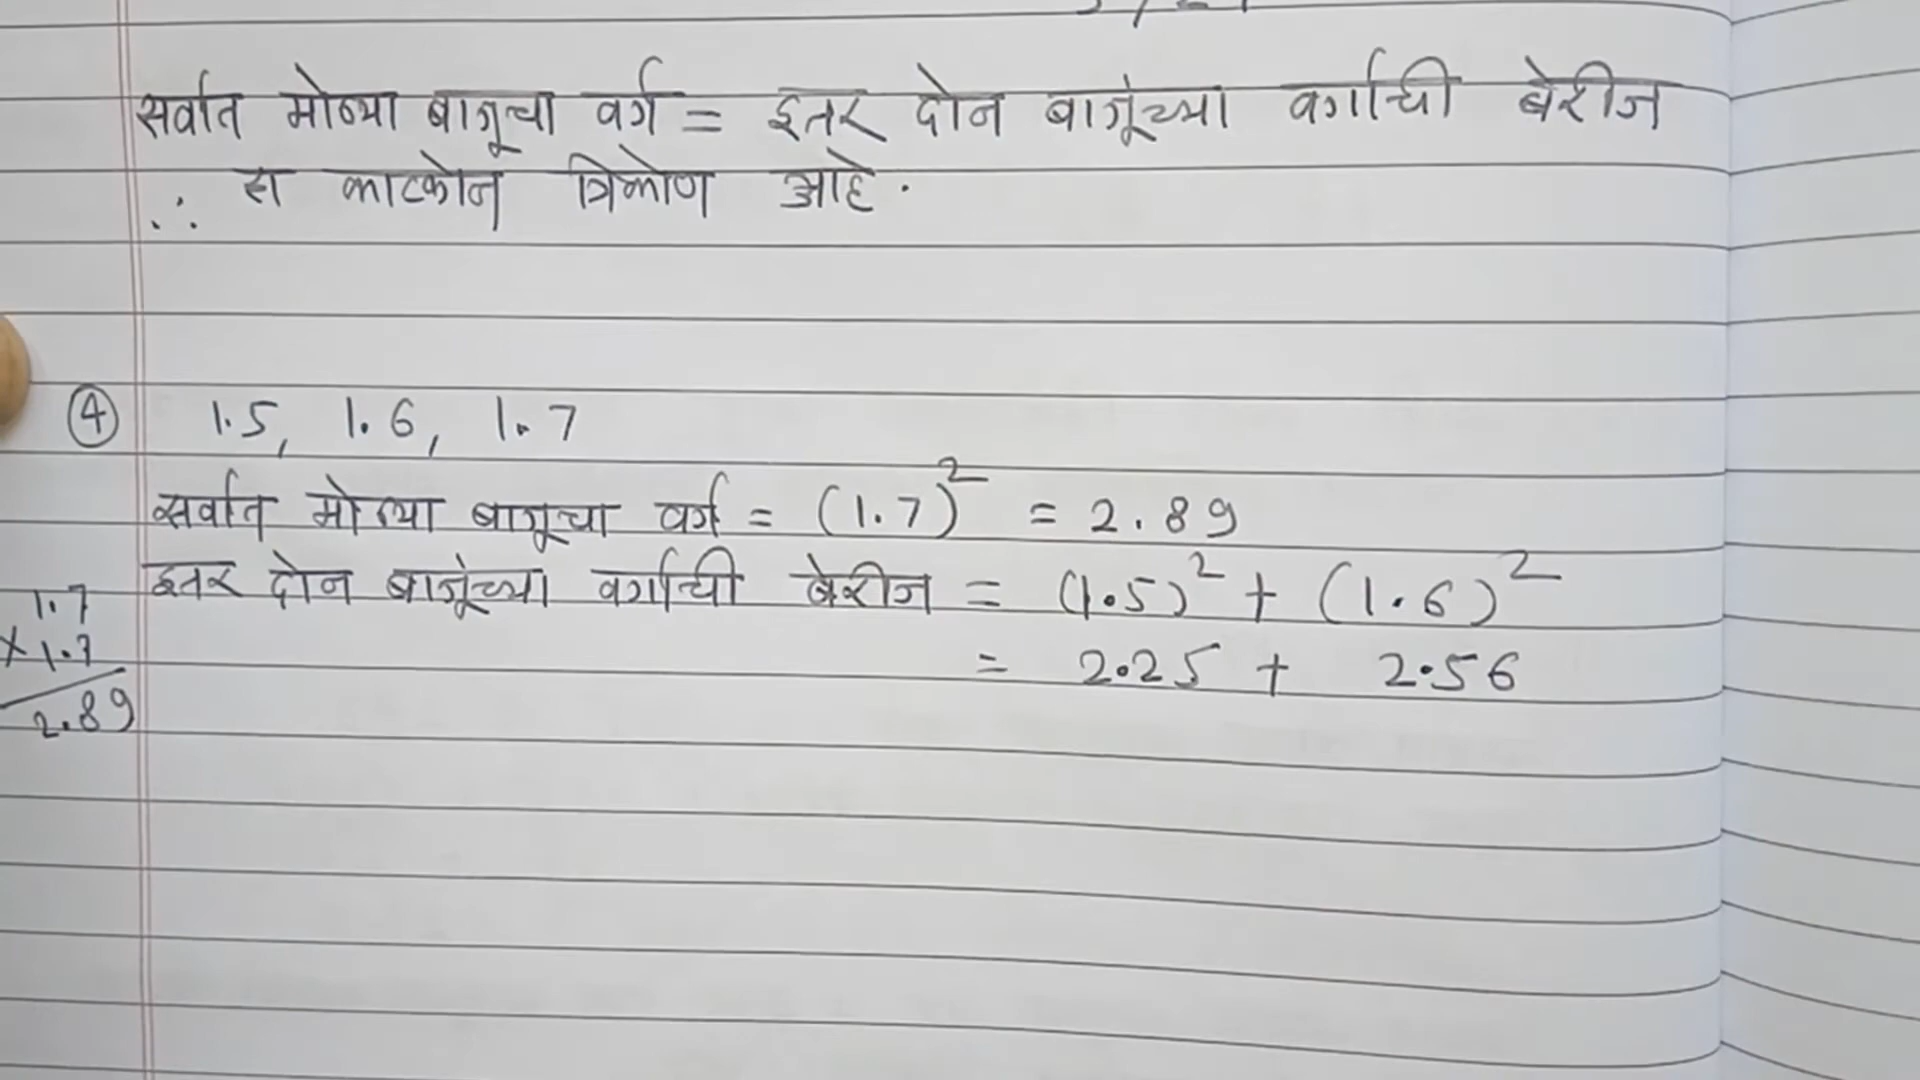 सर्वात मोठ्या बाजूचा वर्ग = इतर दोन बाजूंच्या वर्गाची बेरीज
∴ हा काटकोन त्रिकोण आहे.
④ 1.5, 1.6, 1.7
सर्वात मोठ्या बाजूचा वर्ग = (1.7)² = 2.89
इतर दोन बाजूंच्या वर्गाची बेरीज = (1.5)² + (1.6)²
= 2.25 + 2.56
1.7
× 1.7
2.89